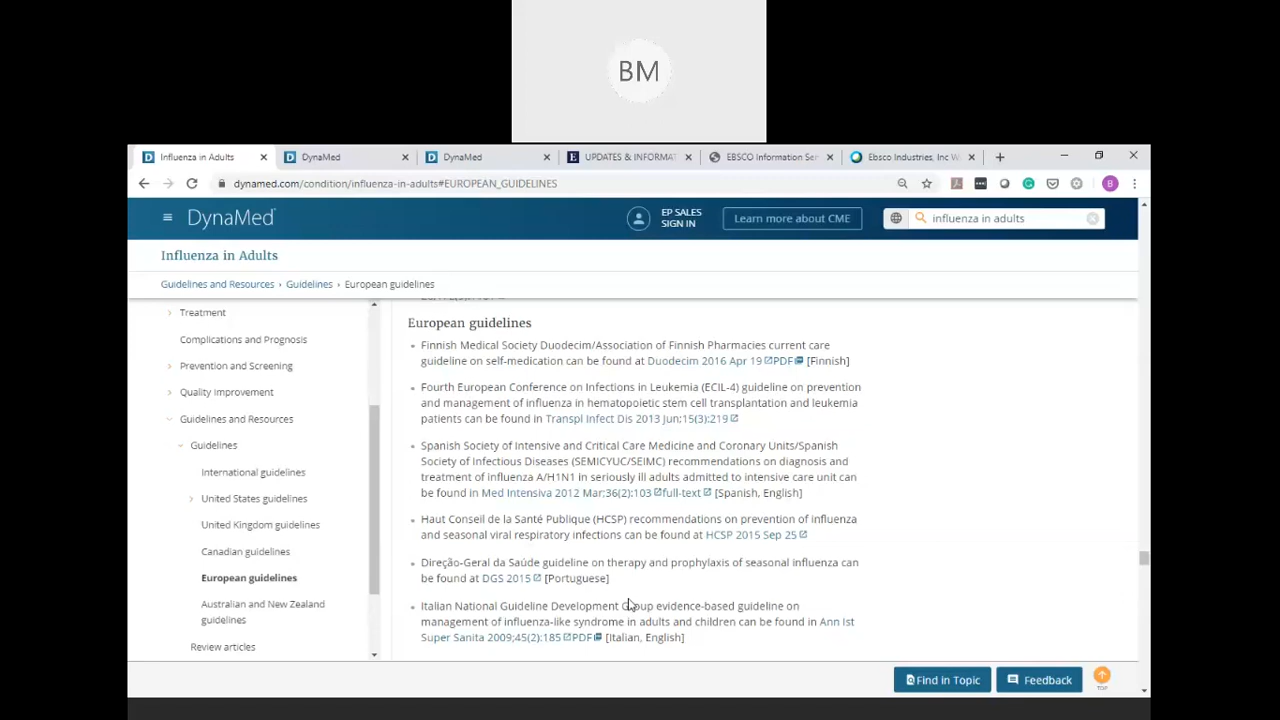 BM
Influenza in Adults
DynaMed
DynaMed
UPDATES & INFORMAT
EBSCO Information Ser
Ebsco Industries, Inc W
dynamed.com/condition/influenza-in-adults#EUROPEAN_GUIDELINES
DynaMed
EP SALES
SIGN IN
Learn more about CME
influenza in adults
Influenza in Adults
Guidelines and Resources › Guidelines › European guidelines
Treatment
Complications and Prognosis
Prevention and Screening
Quality Improvement
Guidelines and Resources
Guidelines
International guidelines
United States guidelines
United Kingdom guidelines
Canadian guidelines
European guidelines
Australian and New Zealand
guidelines
Review articles
European guidelines
Finnish Medical Society Duodecim/Association of Finnish Pharmacies current care
guideline on self-medication can be found at Duodecim 2016 Apr 19 PDF [Finnish]
Fourth European Conference on Infections in Leukemia (ECIL-4) guideline on prevention
and management of influenza in hematopoietic stem cell transplantation and leukemia
patients can be found in Transpl Infect Dis 2013 Jun;15(3):219
Spanish Society of Intensive and Critical Care Medicine and Coronary Units/Spanish
Society of Infectious Diseases (SEMICYUC/SEIMC) recommendations on diagnosis and
treatment of influenza A/H1N1 in seriously ill adults admitted to intensive care unit can
be found in Med Intensiva 2012 Mar;36(2):103 full-text [Spanish, English]
Haut Conseil de la Santé Publique (HCSP) recommendations on prevention of influenza
and seasonal viral respiratory infections can be found at HCSP 2015 Sep 25
Direção-Geral da Saúde guideline on therapy and prophylaxis of seasonal influenza can
be found at DGS 2015 [Portuguese]
Italian National Guideline Development Group evidence-based guideline on
management of influenza-like syndrome in adults and children can be found in Ann Ist
Super Sanita 2009;45(2):185 PDF [Italian, English]
Find in Topic
Feedback
TOP